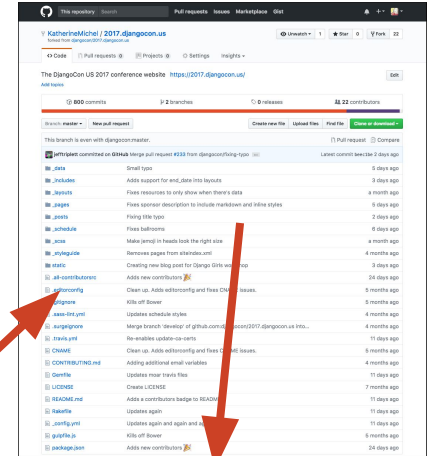 This repository Search Pull requests Issues Marketplace Gist
KatherineMichel / 2017.djangocon.us Unwatch 1 Star 0 Fork 22
forked from djangocon/2017.djangocon.us
Code Pull requests 0 Projects 0 Settings Insights
The DjangoCon US 2017 conference website https://2017.djangocon.us/ Edit
Add topics
800 commits 2 branches 0 releases 22 contributors
Branch: master New pull request Create new file Upload files Find file Clone or download
This branch is even with djangocon:master. Pull request Compare
jefftriplett committed on GitHub Merge pull request #233 from djangocon/fixing-typo Latest commit 2 days ago
_data Small typo 5 days ago
_includes Adds support for end_date into layouts 3 days ago
_layouts Fixes resources to only show when there's data a month ago
_pages Fixes sponsor description to include markdown and inline styles 5 days ago
_posts Fixing title typo 2 days ago
_schedule Fixes ballrooms 6 days ago
_scss Make jemoji in heads look the right size a month ago
_styleguide Removes pages from siteindex.xml 4 months ago
static Creating new blog post for Django Girls workshop 3 days ago
.all-contributorsrc Adds new contributors 24 days ago
.editorconfig Clean up. Adds editorconfig and fixes CNAME issues. 5 months ago
.gitignore Kills off Bower 5 months ago
.sass-lint.yml Updates schedule styles 4 months ago
.surgeignore Merge branch 'develop' of github.com:djangocon/2017.djangocon.us into... 4 months ago
.travis.yml Re-enables update-ca-certs 11 days ago
CNAME Clean up. Adds editorconfig and fixes CNAME issues. 5 months ago
CONTRIBUTING.md Adding additional email variables 4 months ago
Gemfile Updates moar travis files 11 days ago
LICENSE Create LICENSE 7 months ago
README.md Adds a contributors badge to README 11 days ago
Rakefile Updates again 11 days ago
_config.yml Updates again and again and again 11 days ago
gulpfile.js Kills off Bower 5 months ago
package.json Adds new contributors 24 days ago